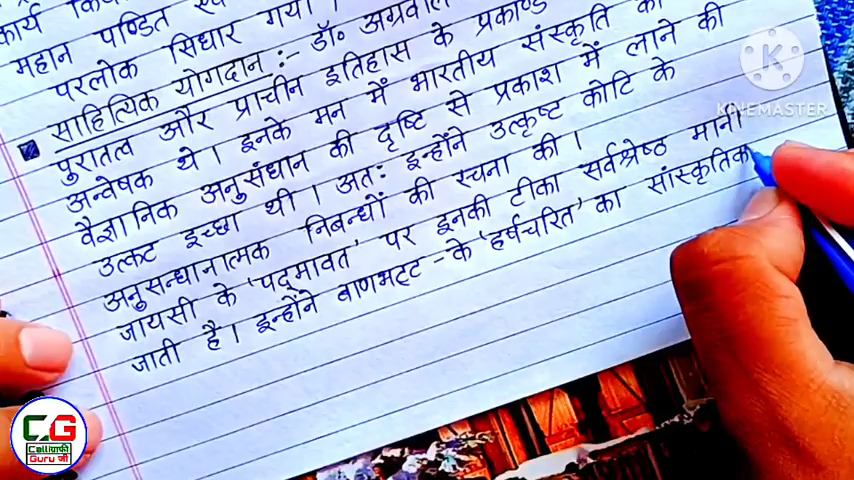 कार्य
महान पण्डित
परलोक सिधार गया।
साहित्यिक योगदान :- डॉ० अग्रवाल
पुरातत्व और प्राचीन इतिहास के प्रकाण्ड
अन्वेषक थे। इनके मन में भारतीय संस्कृति को
वैज्ञानिक अनुसंधान की दृष्टि से प्रकाश में लाने की
उत्कट इच्छा थी। अतः इन्होंने उत्कृष्ट कोटि के
अनुसन्धानात्मक निबन्धों की रचना की।
जायसी के 'पद्मावत' पर इनकी टीका सर्वश्रेष्ठ मानी
जाती है। इन्होंने बाणभट्ट - के 'हर्षचरित' का सांस्कृतिक
KINEMASTER
CG
कैलिग्राफी
Guru जी